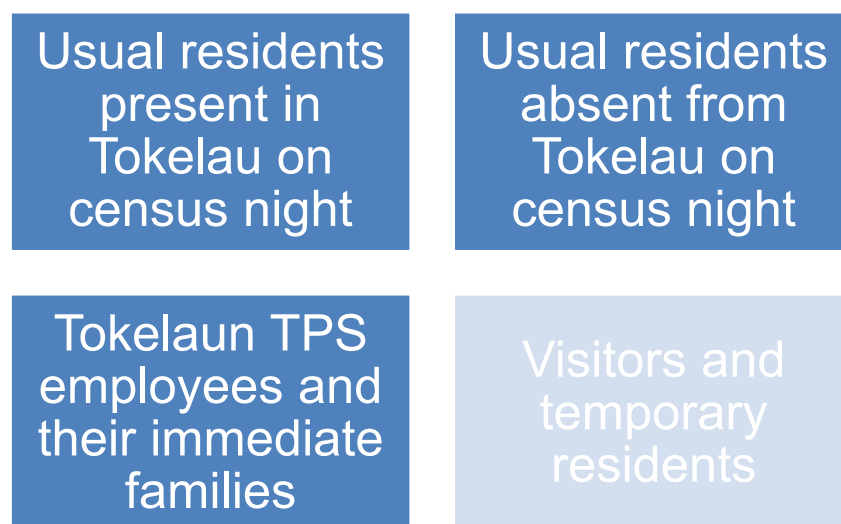 Usual residents
present in
Tokelau on
census night
Usual residents
absent from
Tokelau on
census night
Tokelaun TPS
employees and
their immediate
families
Visitors and
temporary
residents